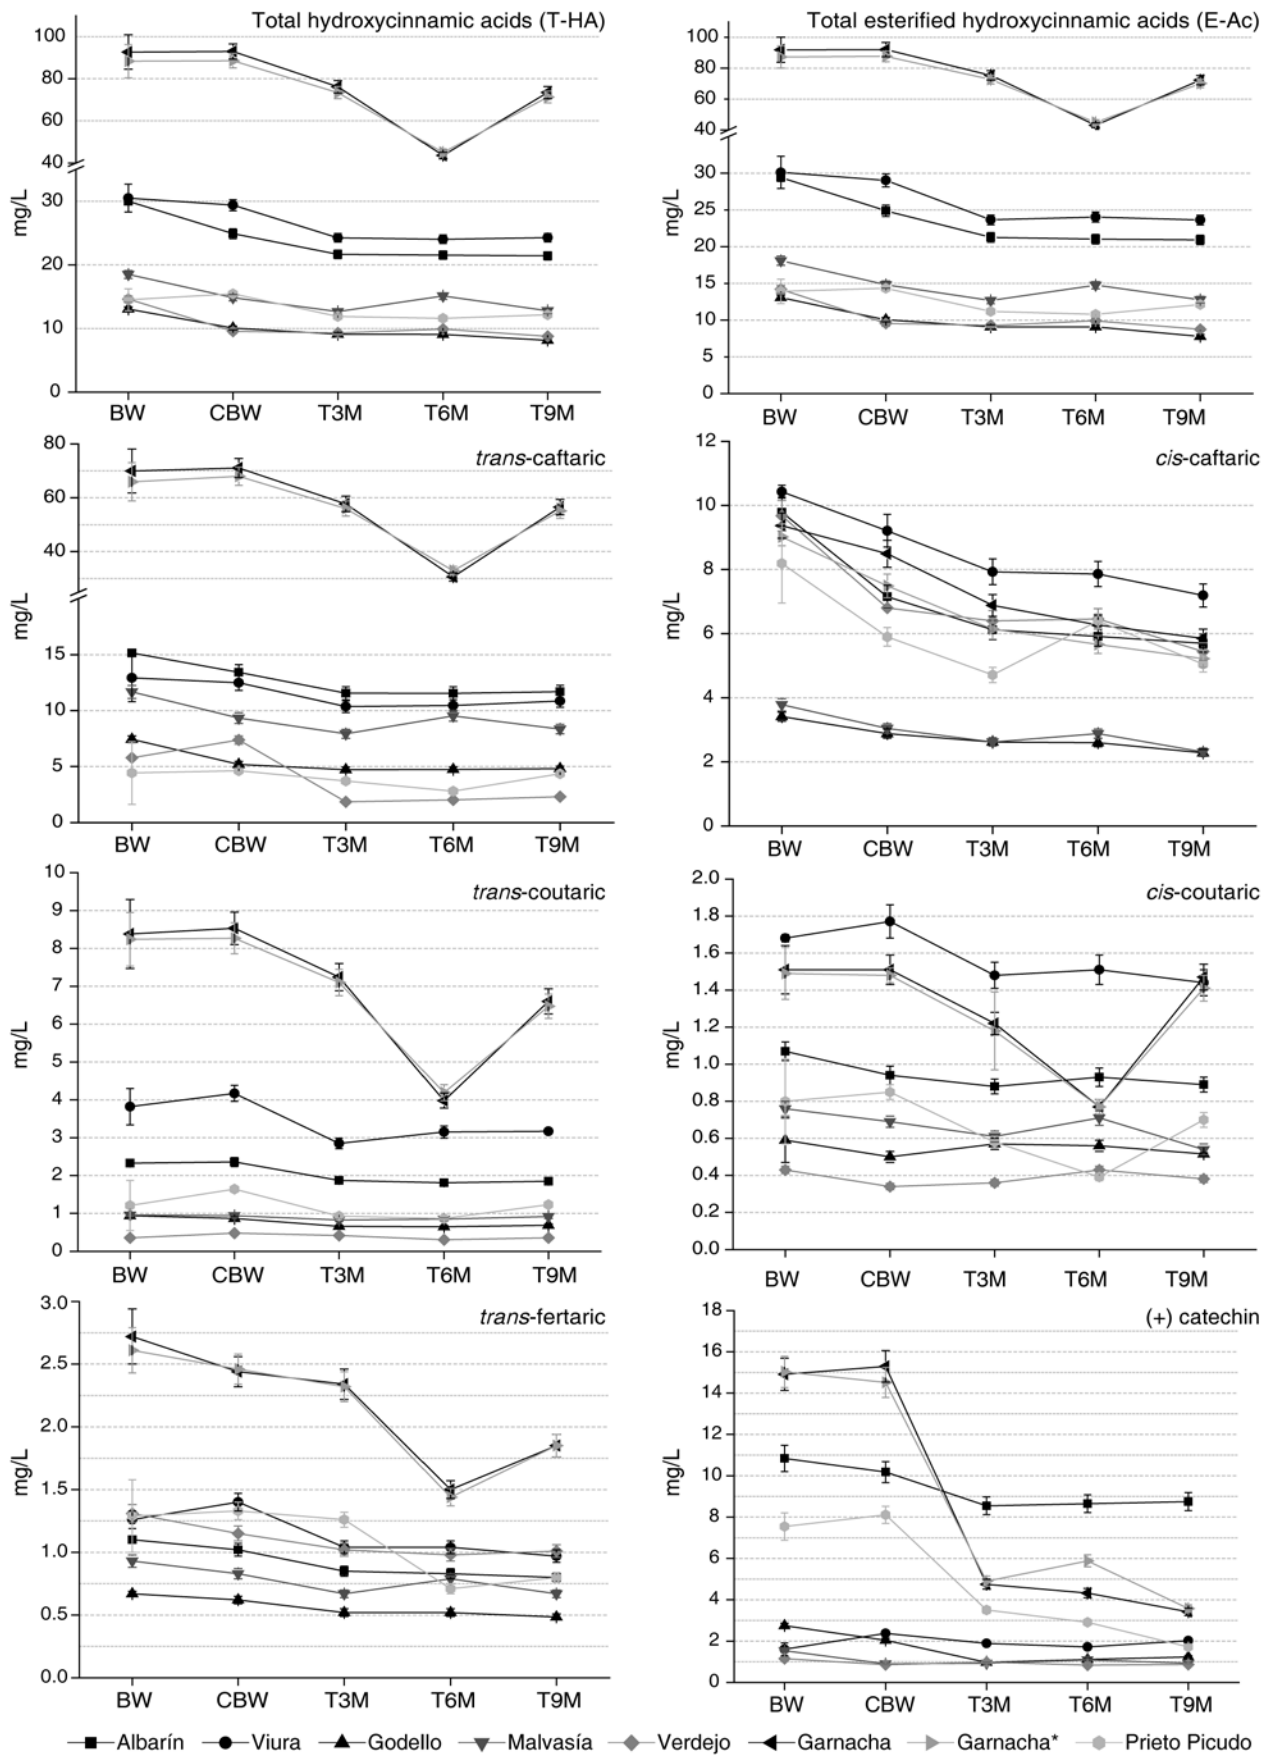 Total hydroxycinnamic acids (T-HA)
100
80
60
40
30
20
10
0
mg/L
BW CBW T3M T6M T9M
Total esterified hydroxycinnamic acids (E-Ac)
100
80
60
40
30
25
20
15
10
5
0
mg/L
BW CBW T3M T6M T9M
trans-caftaric
80
60
40
15
10
5
0
mg/L
BW CBW T3M T6M T9M
cis-caftaric
12
10
8
6
4
2
0
mg/L
BW CBW T3M T6M T9M
trans-coutaric
10
9
8
7
6
5
4
3
2
1
0
mg/L
BW CBW T3M T6M T9M
cis-coutaric
2.0
1.8
1.6
1.4
1.2
1.0
0.8
0.6
0.4
0.2
0.0
mg/L
BW CBW T3M T6M T9M
trans-fertaric
3.0
2.5
2.0
1.5
1.0
0.5
0.0
mg/L
BW CBW T3M T6M T9M
(+) catechin
18
16
14
12
10
8
6
4
2
0
mg/L
BW CBW T3M T6M T9M
Albarín Viura Godello Malvasía Verdejo Garnacha Garnacha* Prieto Picudo